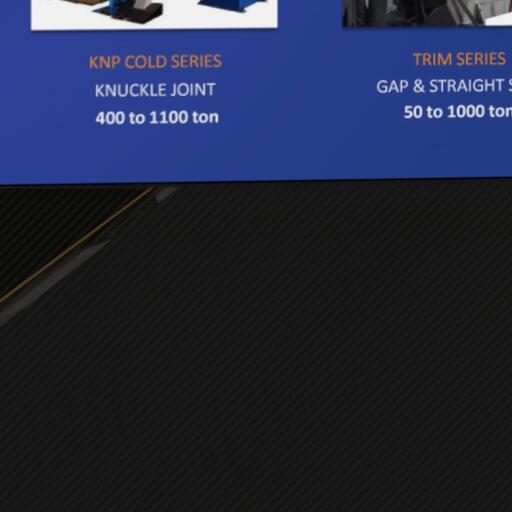 KNP COLD SERIES
KNUCKLE JOINT
400 to 1100 ton
TRIM SERIES
GAP & STRAIGHT
50 to 1000 ton